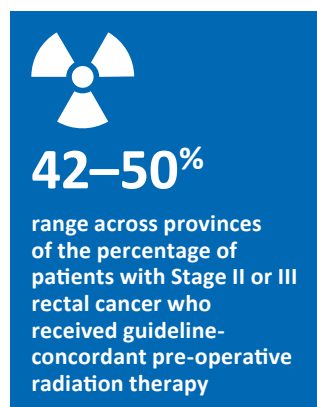 42–50%
range across provinces
of the percentage of
patients with Stage II or III
rectal cancer who
received guideline-
concordant pre-operative
radiation therapy